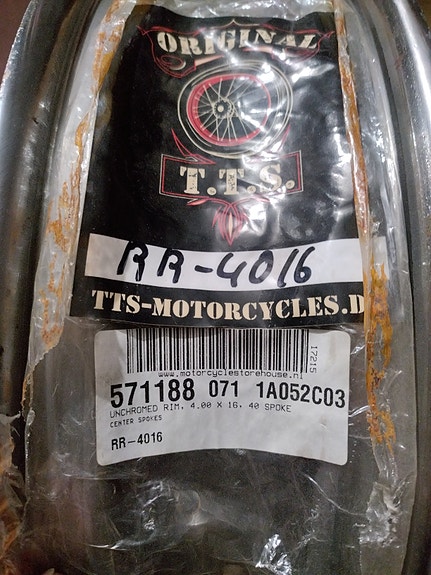 ORIGINAL
T.T.S.
RR-4016
TTS-MOTORCYCLES.D
17215
www.motorcyclestorehouse.nl
571188 071 1A052C03
UNCHROMED RIM, 4.00 X 16, 40 SPOKE
CENTER SPOKES
RR-4016